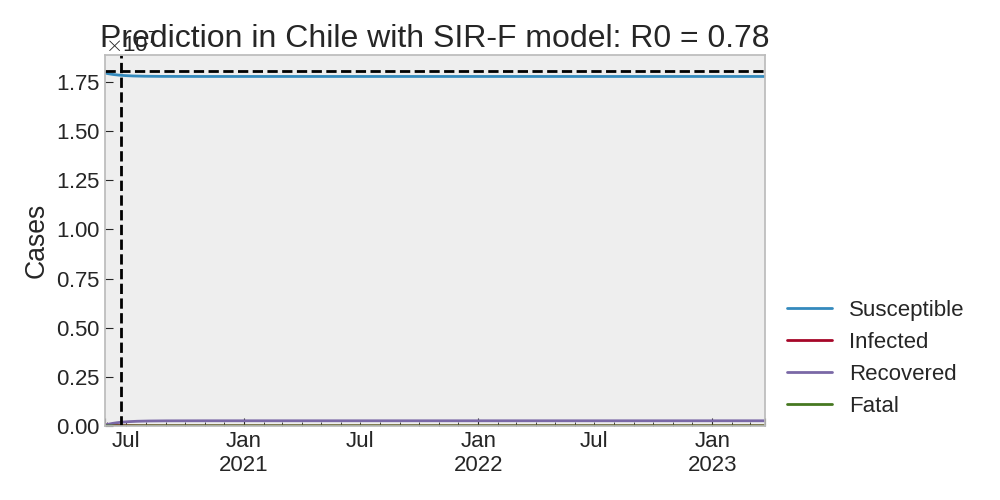 Prediction in Chile with SIR-F model: R0 = 0.78
×10⁷
1.75
1.50
1.25
1.00
0.75
0.50
0.25
0.00
Cases
Jul Jan Jul Jan Jul Jan
2021 2022 2023
Susceptible
Infected
Recovered
Fatal